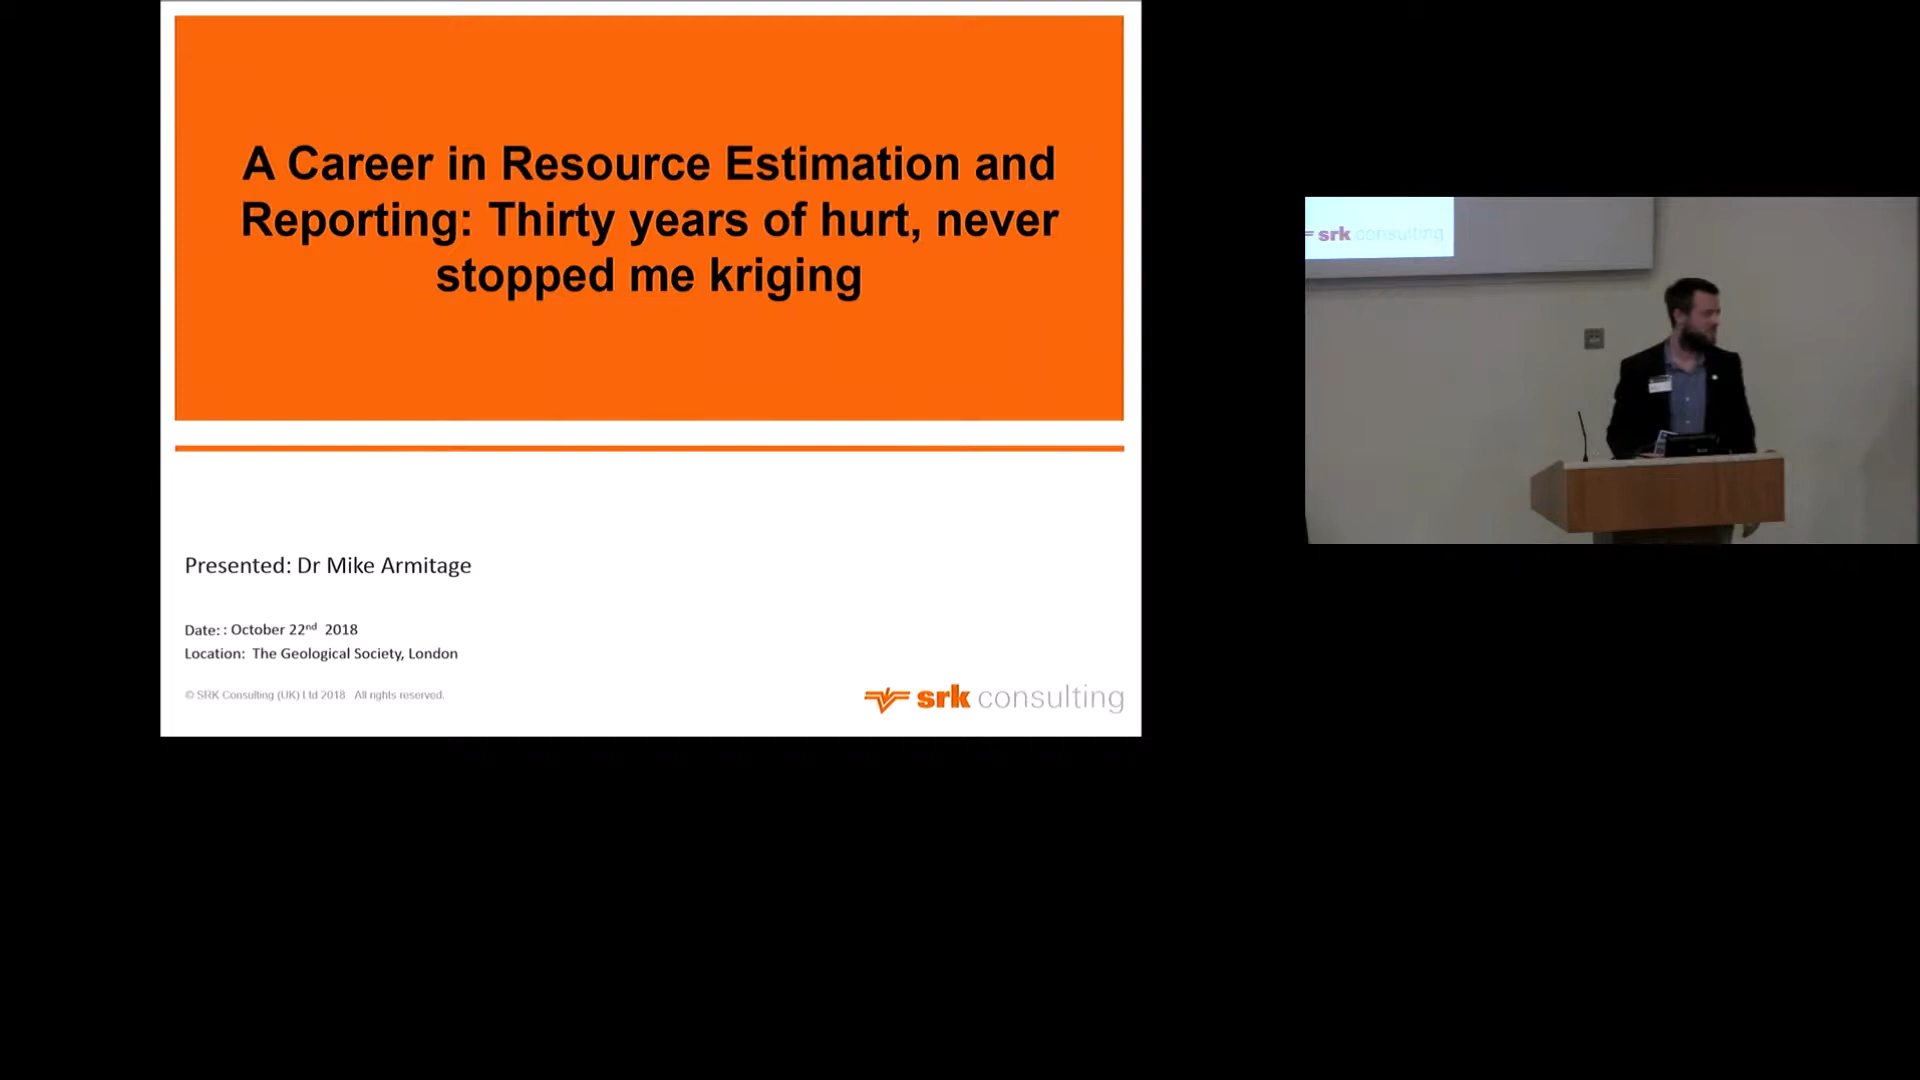 A Career in Resource Estimation and
Reporting: Thirty years of hurt, never
stopped me kriging
Presented: Dr Mike Armitage
Date: : October 22nd 2018
Location: The Geological Society, London
© SRK Consulting (UK) Ltd 2018 All rights reserved.
srk consulting
srk consulting